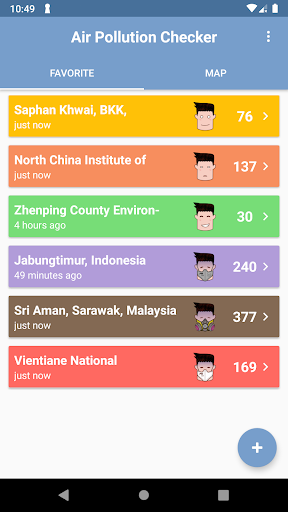 10:49
Air Pollution Checker
FAVORITE
MAP
Saphan Khwai, BKK,
just now
76
North China Institute of
just now
137
Zhenping County Environ-
4 hours ago
30
Jabungtimur, Indonesia
49 minutes ago
240
Sri Aman, Sarawak, Malaysia
just now
377
Vientiane National
just now
169
+